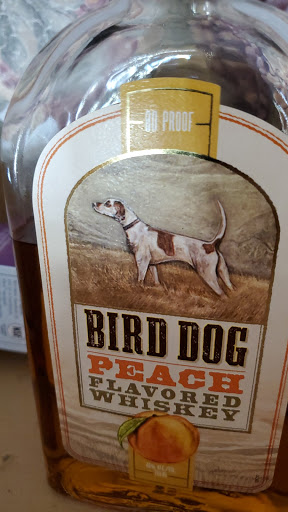 80 PROOF
BIRD DOG
PEACH
FLAVORED
WHISKEY